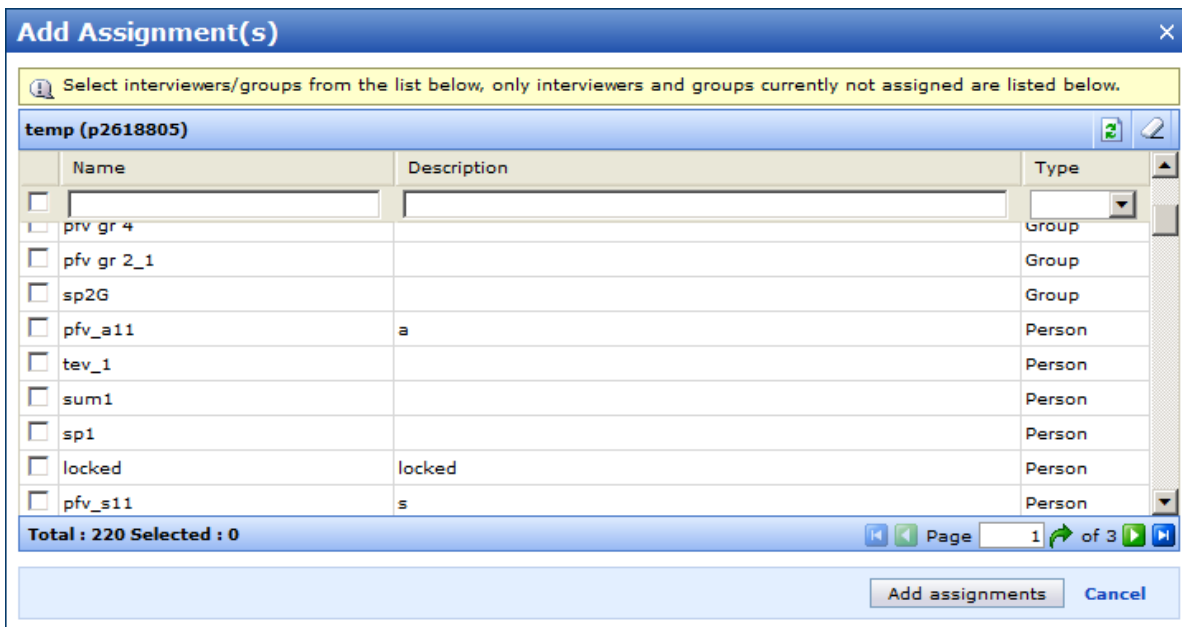 Add Assignment(s)
Select interviewers/groups from the list below, only interviewers and groups currently not assigned are listed below.
temp (p2618805)
Name Description Type
pfv gr 4 Group
pfv gr 2_1 Group
sp2G Group
pfv_a11 a Person
tev_1 Person
sum1 Person
sp1 Person
locked locked Person
pfv_s11 s Person
Total : 220 Selected : 0 Page 1 of 3
Add assignments Cancel